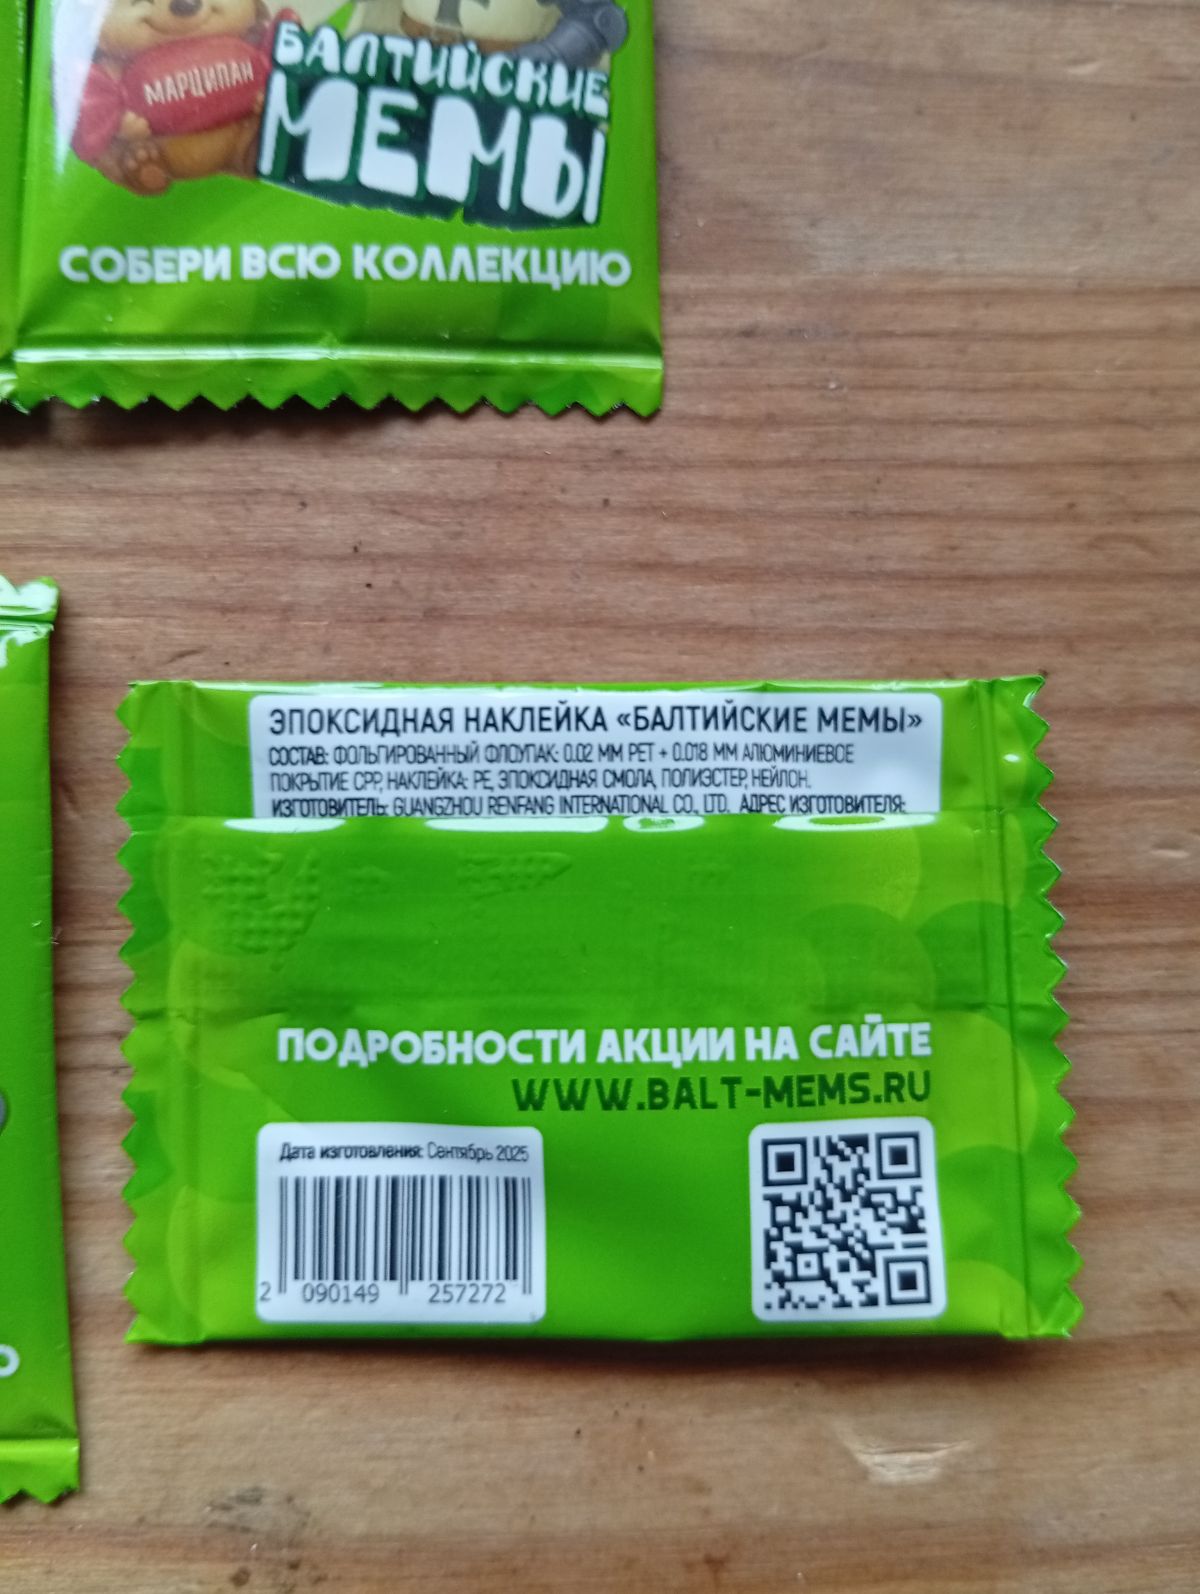 МАРЦИПАН
БАЛТИЙСКИЕ
МЕМЫ
СОБЕРИ ВСЮ КОЛЛЕКЦИЮ
ЭПОКСИДНАЯ НАКЛЕЙКА «БАЛТИЙСКИЕ МЕМЫ»
СОСТАВ: ФОЛЬГИРОВАННЫЙ ФЛОУПАК: 0.02 ММ PET + 0.018 ММ АЛЮМИНИЕВОЕ
ПОКРЫТИЕ CPP, НАКЛЕЙКА: PE, ЭПОКСИДНАЯ СМОЛА, ПОЛИЭСТЕР, НЕЙЛОН.
ИЗГОТОВИТЕЛЬ: GUANGZHOU RENFANG INTERNATIONAL CO., LTD. АДРЕС ИЗГОТОВИТЕЛЯ:
ПОДРОБНОСТИ АКЦИИ НА САЙТЕ
WWW.BALT-MEMS.RU
Дата изготовления: Сентябрь 2025
2 090149 257272
Ю